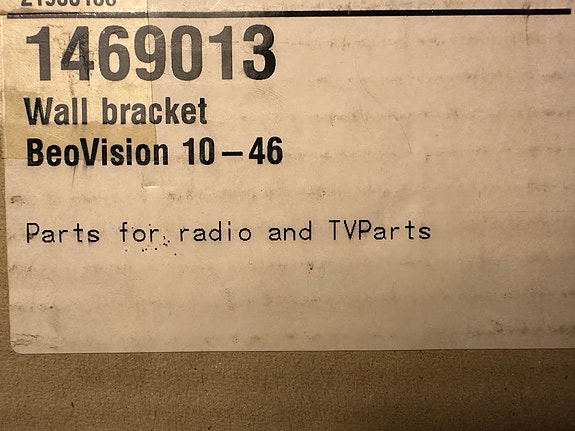 1469013
Wall bracket
BeoVision 10 – 46
Parts for radio and TVParts